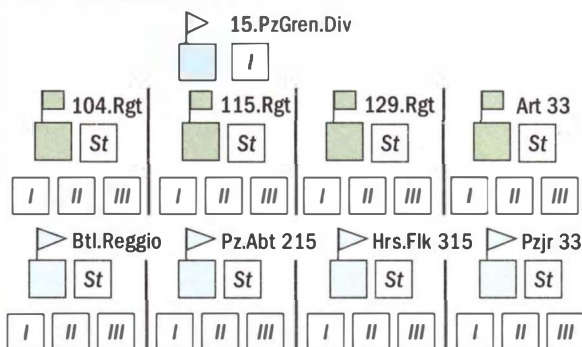 15.PzGren.Div
I
104.Rgt 115.Rgt 129.Rgt Art 33
St St St St
I II III I II III I II III I II III
Btl.Reggio Pz.Abt 215 Hrs.Flk 315 Pzjr 33
St St St St
I II III I II III I II III I II III